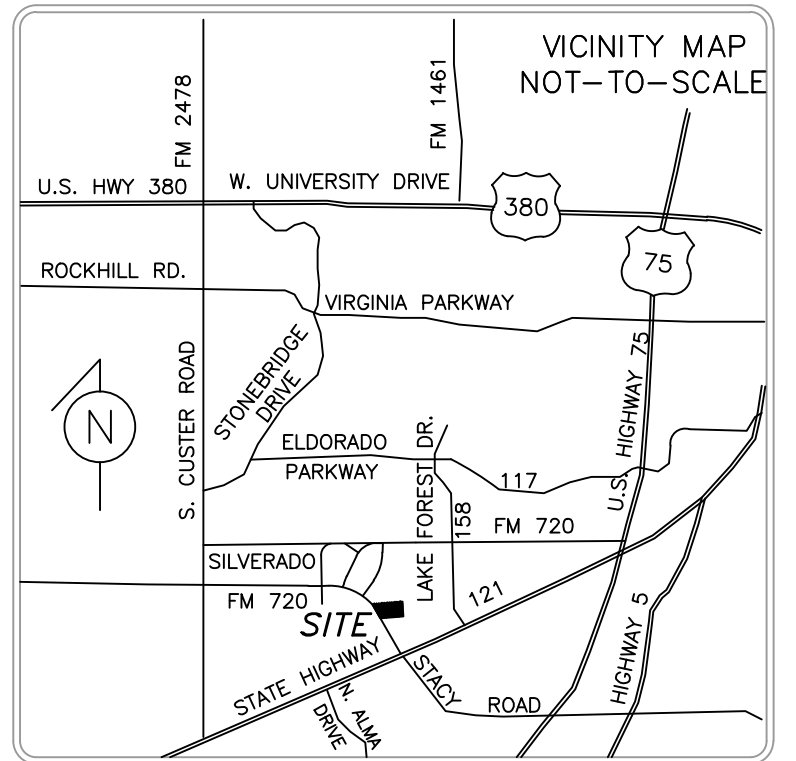 VICINITY MAP
NOT-TO-SCALE
FM 2478
FM 1461
U.S. HWY 380
W. UNIVERSITY DRIVE
380
75
ROCKHILL RD.
VIRGINIA PARKWAY
STONEBRIDGE
DRIVE
S. CUSTER ROAD
N
U.S. HIGHWAY 75
ELDORADO
PARKWAY
LAKE FOREST DR.
117
158
FM 720
SILVERADO
FM 720
SITE
121
STATE HIGHWAY
STACY
ROAD
N. ALMA
DRIVE
HIGHWAY 5